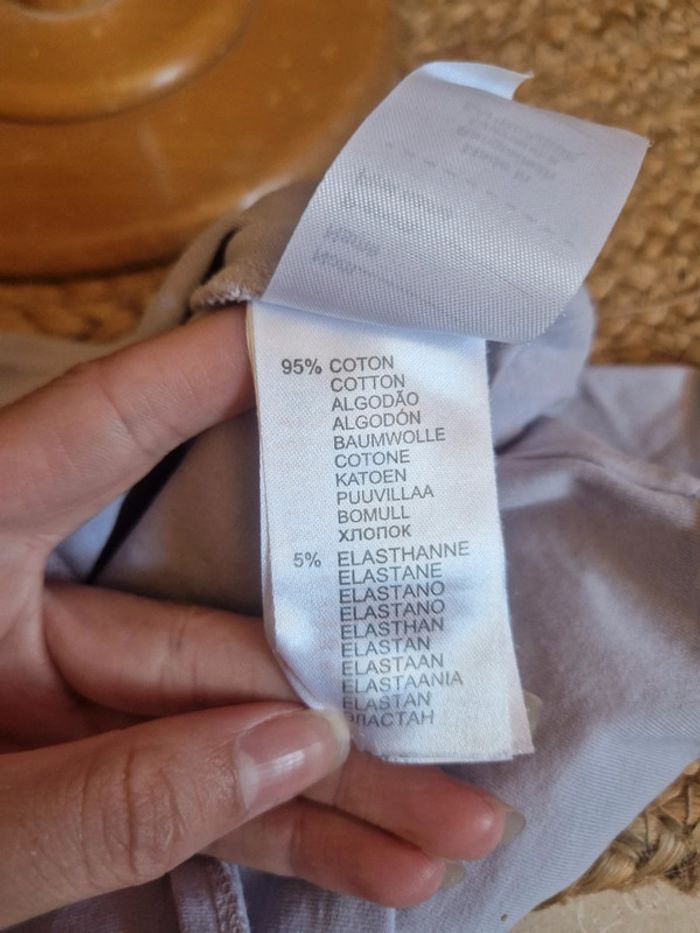 95% COTON
COTTON
ALGODÃO
ALGODÓN
BAUMWOLLE
COTONE
KATOEN
PUUVILLAA
BOMULL
ХЛОПОК
5% ELASTHANNE
ELASTANE
ELASTANO
ELASTANO
ELASTHAN
ELASTAN
ELASTAAN
ELASTAANIA
ELASTAN
ЭЛАСТАН